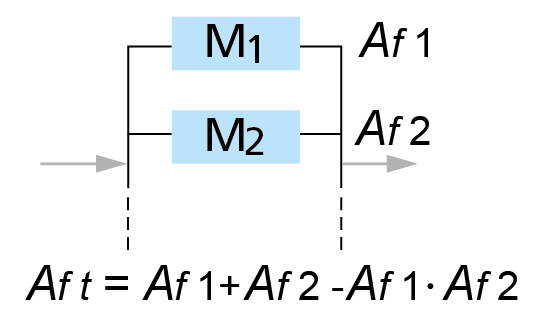 M₁ Af 1
M₂ Af 2
Af t = Af 1+Af 2 -Af 1·Af 2